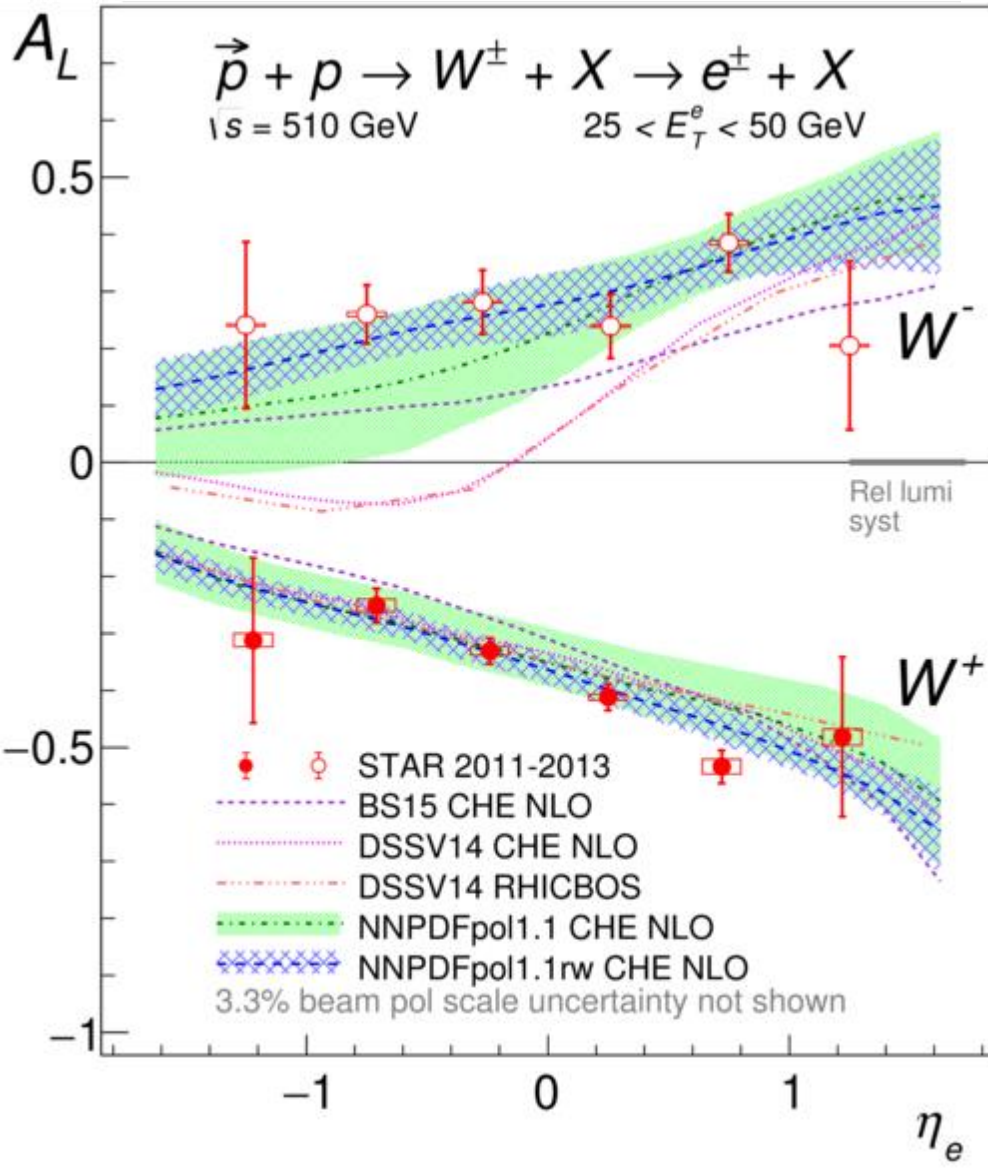 A_L
p⃗ + p → W^± + X → e^± + X
√s = 510 GeV
25 < E_T^e < 50 GeV
0.5
W^-
0
Rel lumi
syst
W^+
−0.5
STAR 2011-2013
BS15 CHE NLO
DSSV14 CHE NLO
DSSV14 RHICBOS
NNPDFpol1.1 CHE NLO
NNPDFpol1.1rw CHE NLO
3.3% beam pol scale uncertainty not shown
−1
−1 0 1
η_e